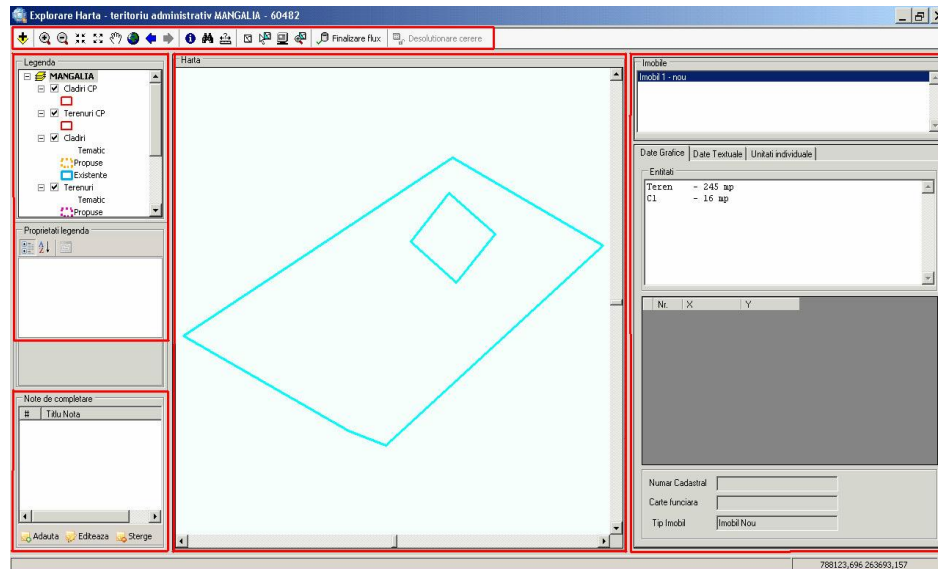 Explorare Harta - teritoriu administrativ MANGALIA - 60482
Finalizare flux
Desolutionare cerere
Legenda
MANGALIA
Cladiri CP
Terenuri CP
Cladiri
Tematic
Propuse
Existente
Terenuri
Tematic
Propuse
Proprietati legenda
Note de completare
# Titlu Nota
Adauta Editeaza Sterge
Harta
Imobile
Imobil 1 - nou
Date Grafice Date Textuale Unitati individuale
Entitati
Teren - 245 mp
C1 - 16 mp
Nr. X Y
Numar Cadastral
Carte funciara
Tip Imobil Imobil Nou
788123,696 263693,157